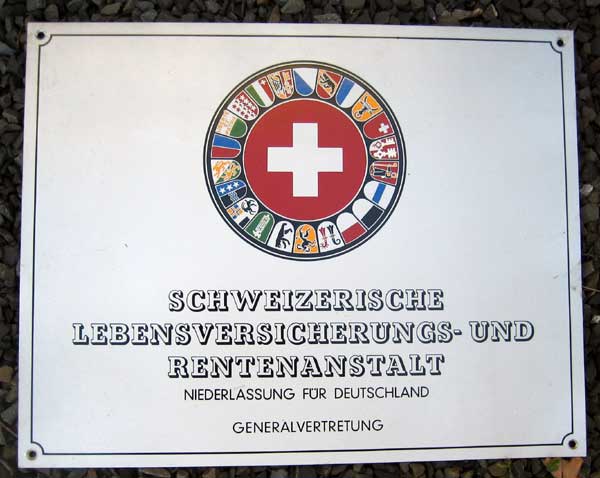 SCHWEIZERISCHE
LEBENSVERSICHERUNGS- UND
RENTENANSTALT
NIEDERLASSUNG FÜR DEUTSCHLAND
GENERALVERTRETUNG